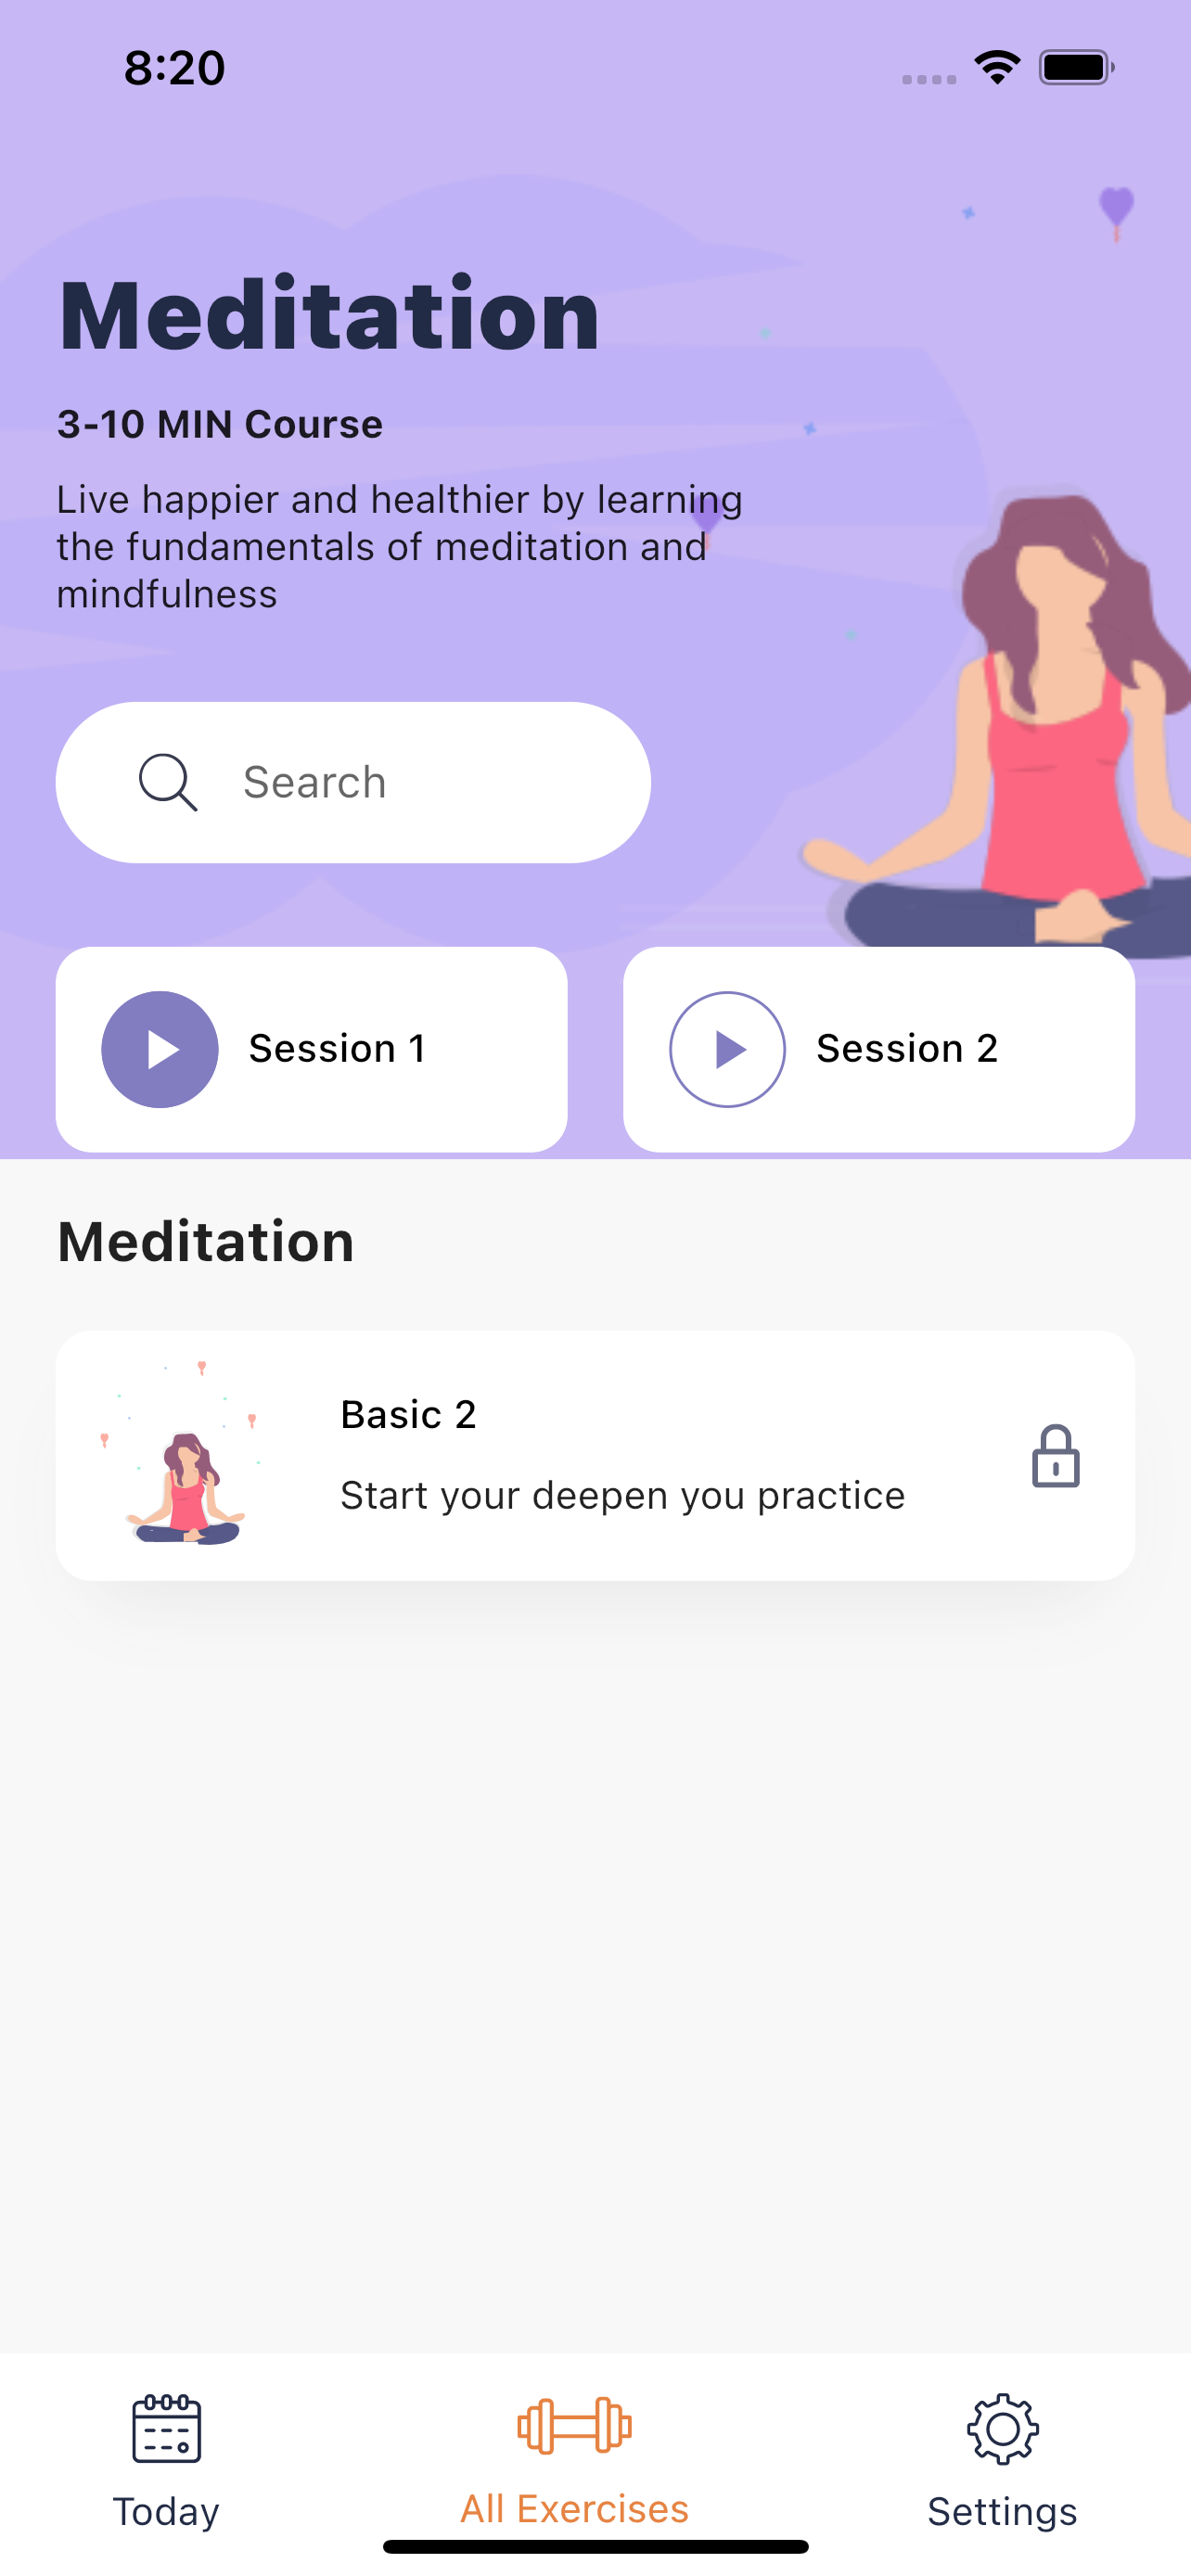 8:20
Meditation
3-10 MIN Course
Live happier and healthier by learning
the fundamentals of meditation and
mindfulness
Search
Session 1
Session 2
Meditation
Basic 2
Start your deepen you practice
Today
All Exercises
Settings